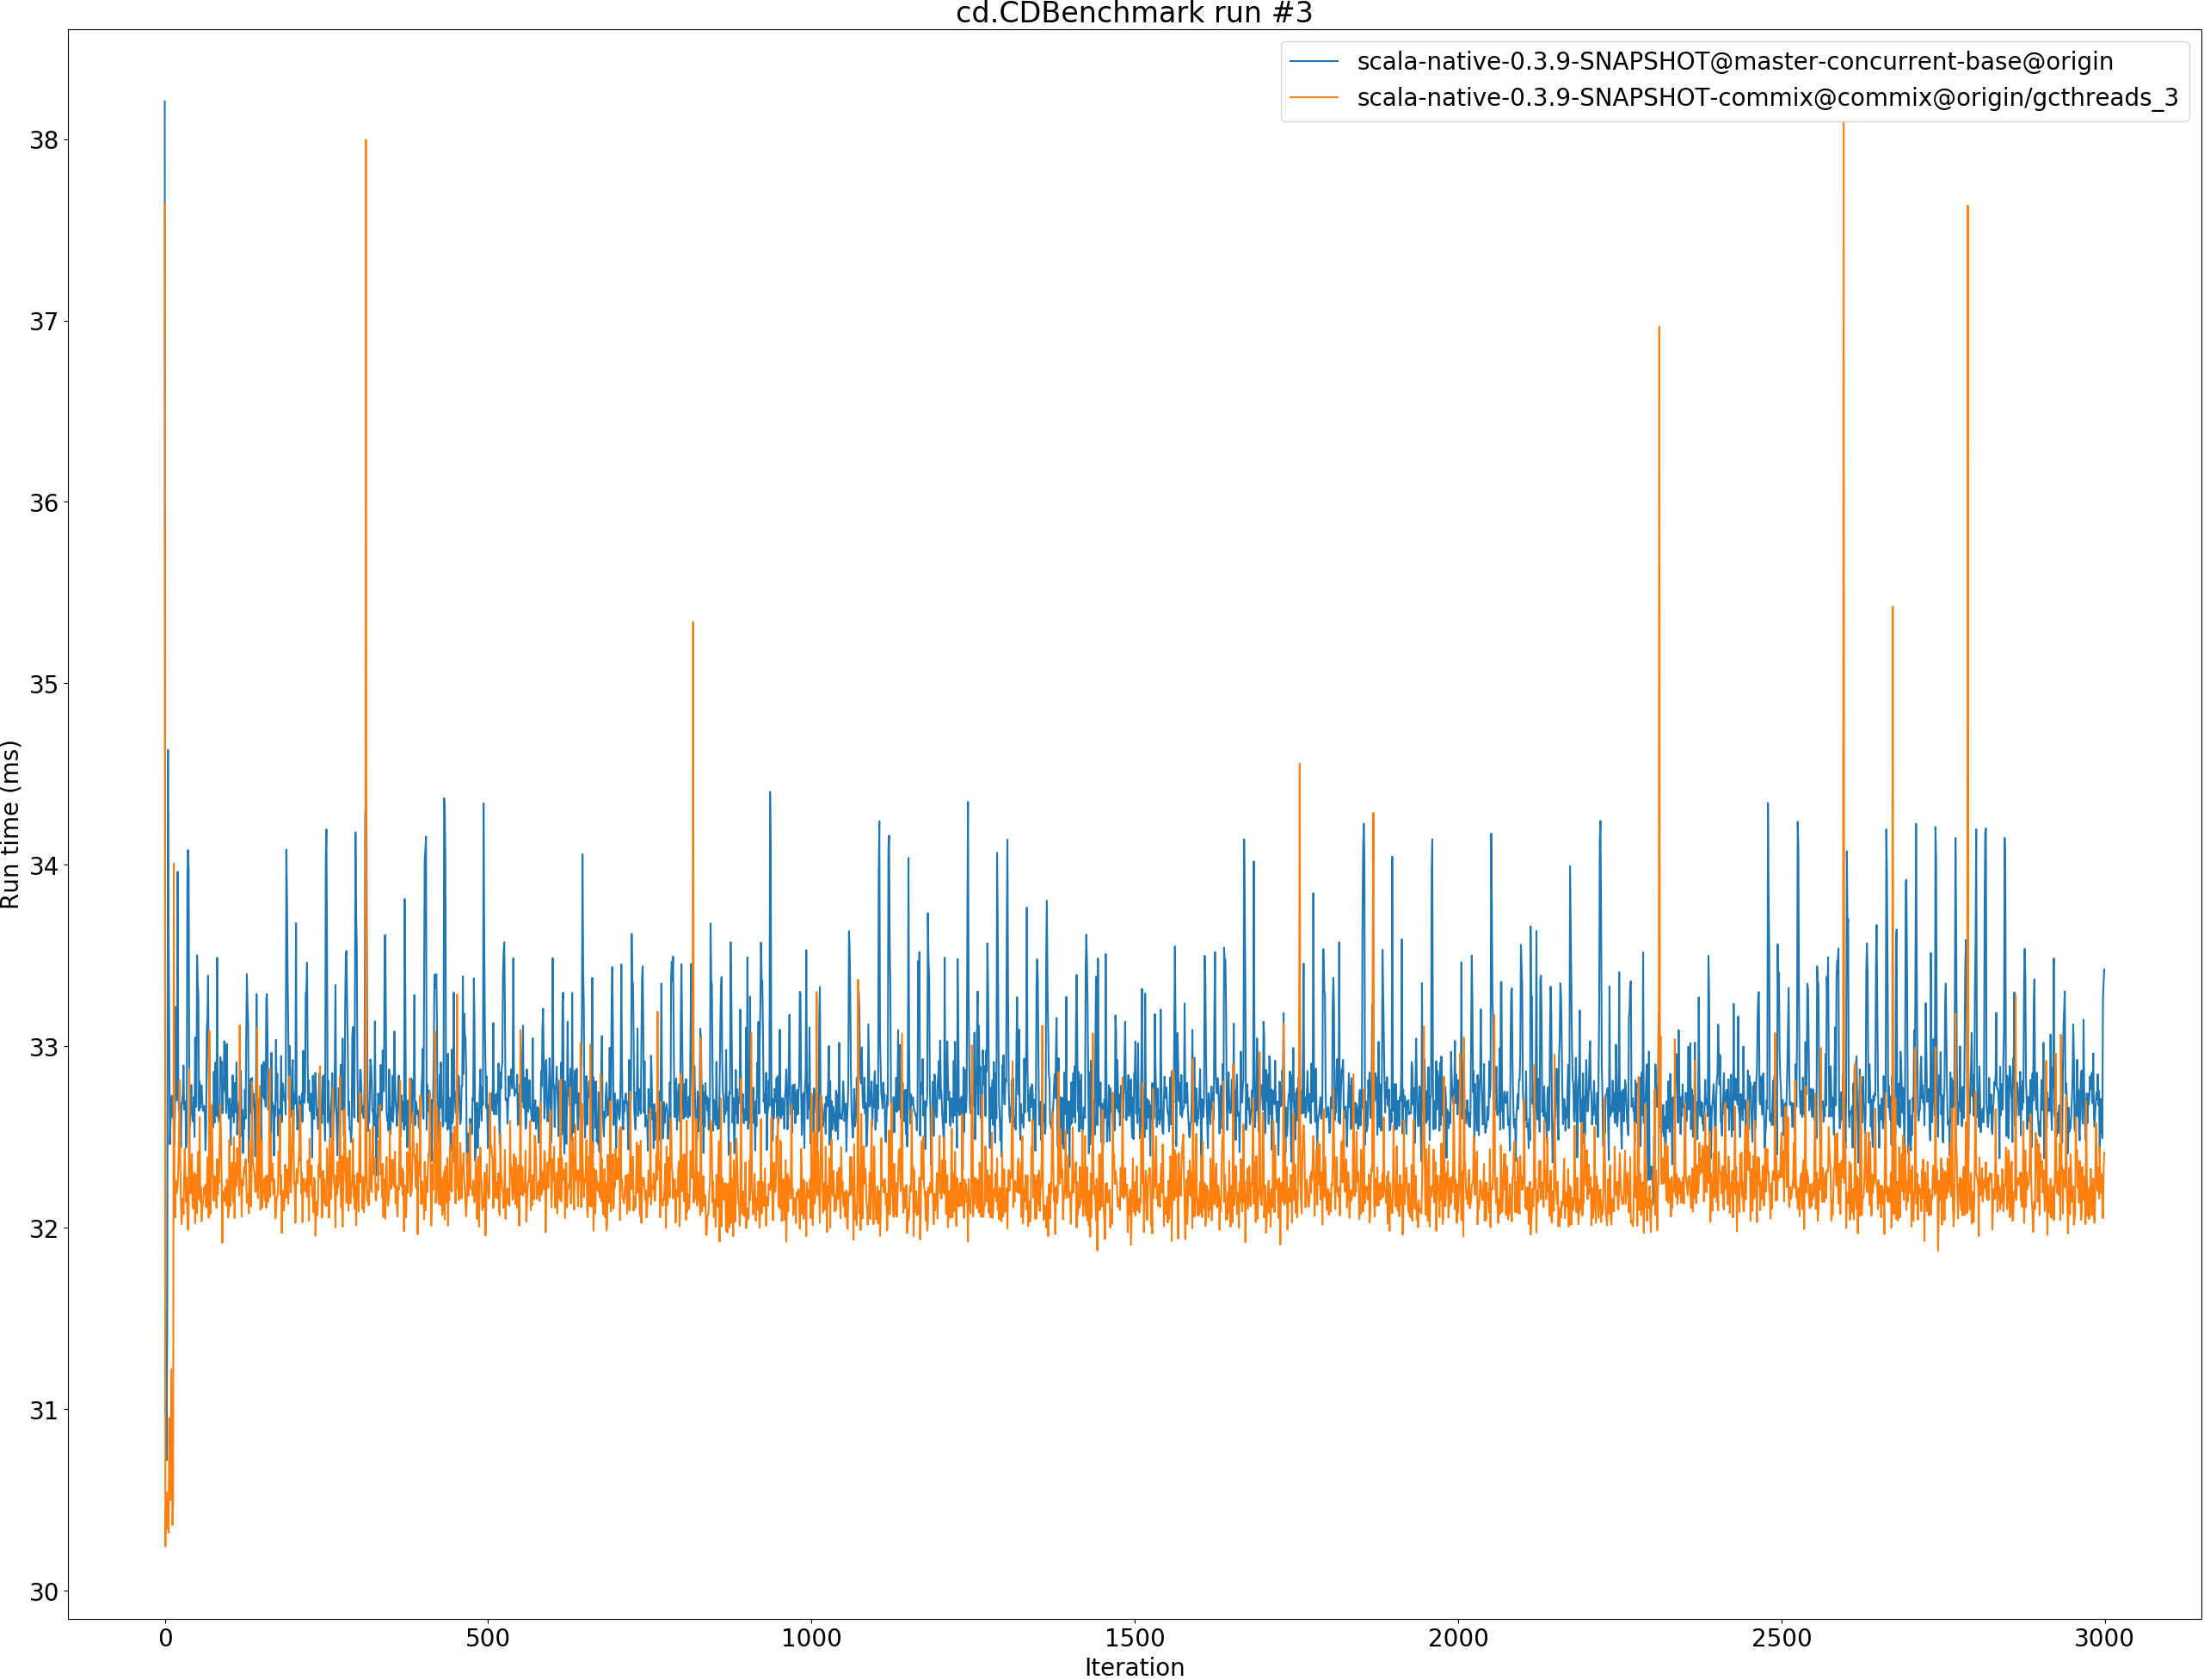 cd.CDBenchmark run #3
scala-native-0.3.9-SNAPSHOT@master-concurrent-base@origin
scala-native-0.3.9-SNAPSHOT-commix@commix@origin/gcthreads_3
38
37
36
35
34
33
32
31
30
Run time (ms)
0 500 1000 1500 2000 2500 3000
Iteration